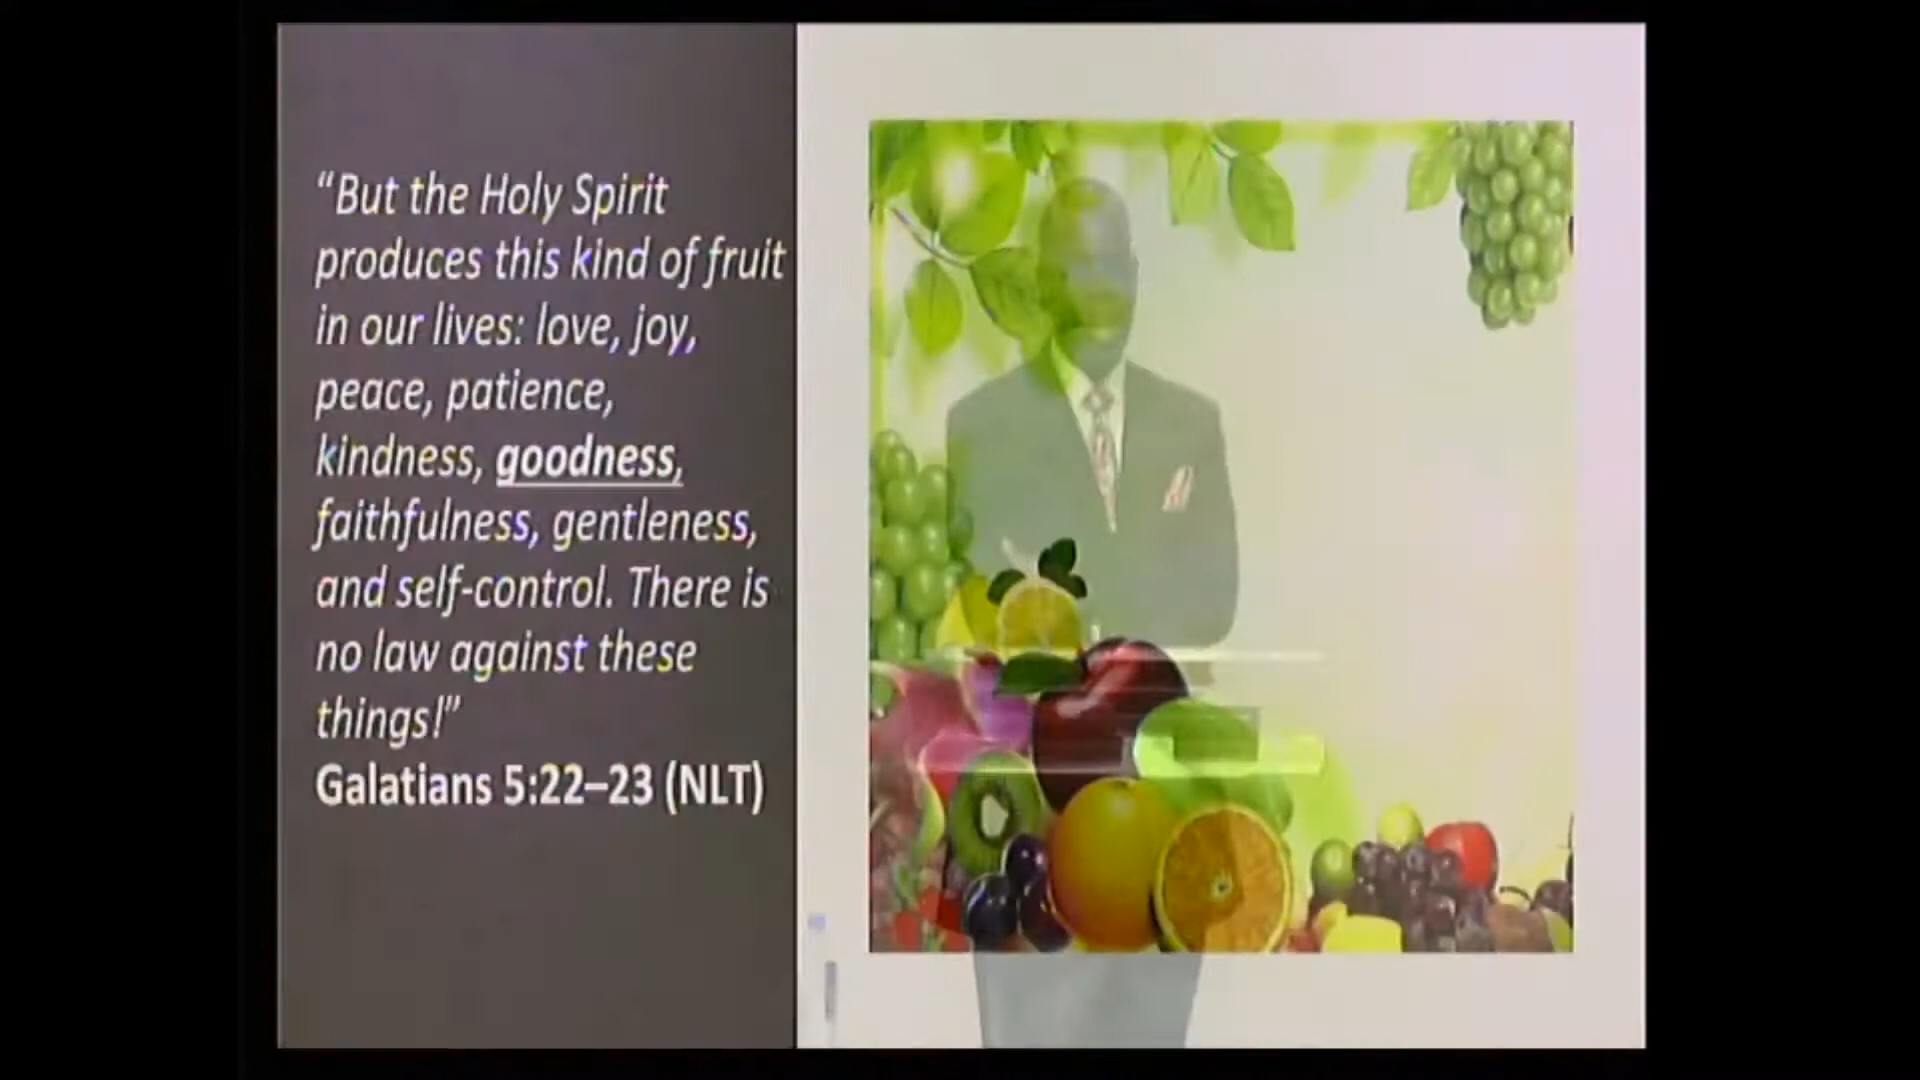 “But the Holy Spirit
produces this kind of fruit
in our lives: love, joy,
peace, patience,
kindness, goodness,
faithfulness, gentleness,
and self-control. There is
no law against these
things!”
Galatians 5:22–23 (NLT)